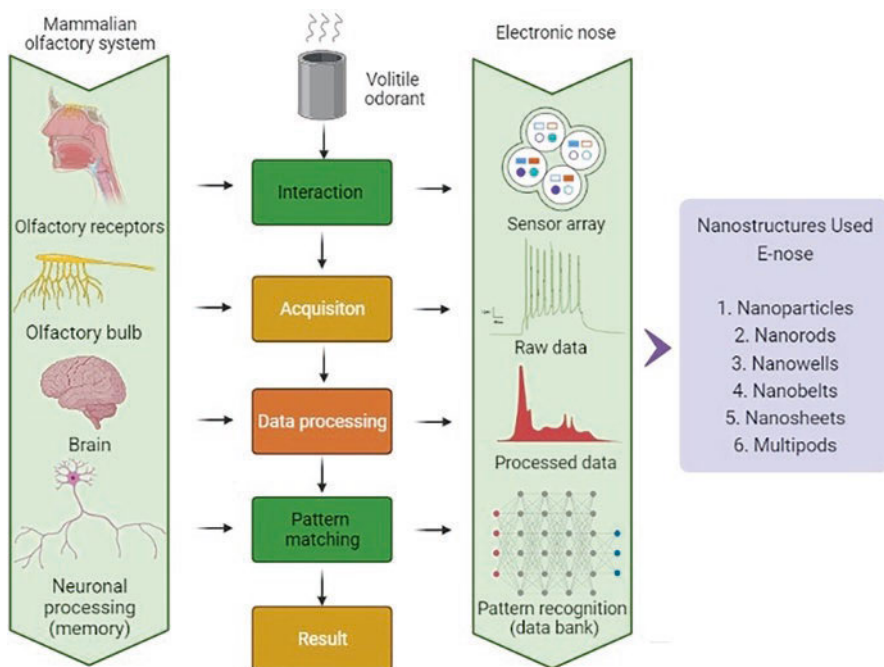 Mammalian
olfactory system
Volitile
odorant
Electronic nose
Olfactory receptors
Interaction
Sensor array
Olfactory bulb
Acquisiton
Raw data
Brain
Data processing
Processed data
Neuronal
processing
(memory)
Pattern
matching
Pattern recognition
(data bank)
Result
Nanostructures Used
E-nose
1. Nanoparticles
2. Nanorods
3. Nanowells
4. Nanobelts
5. Nanosheets
6. Multipods